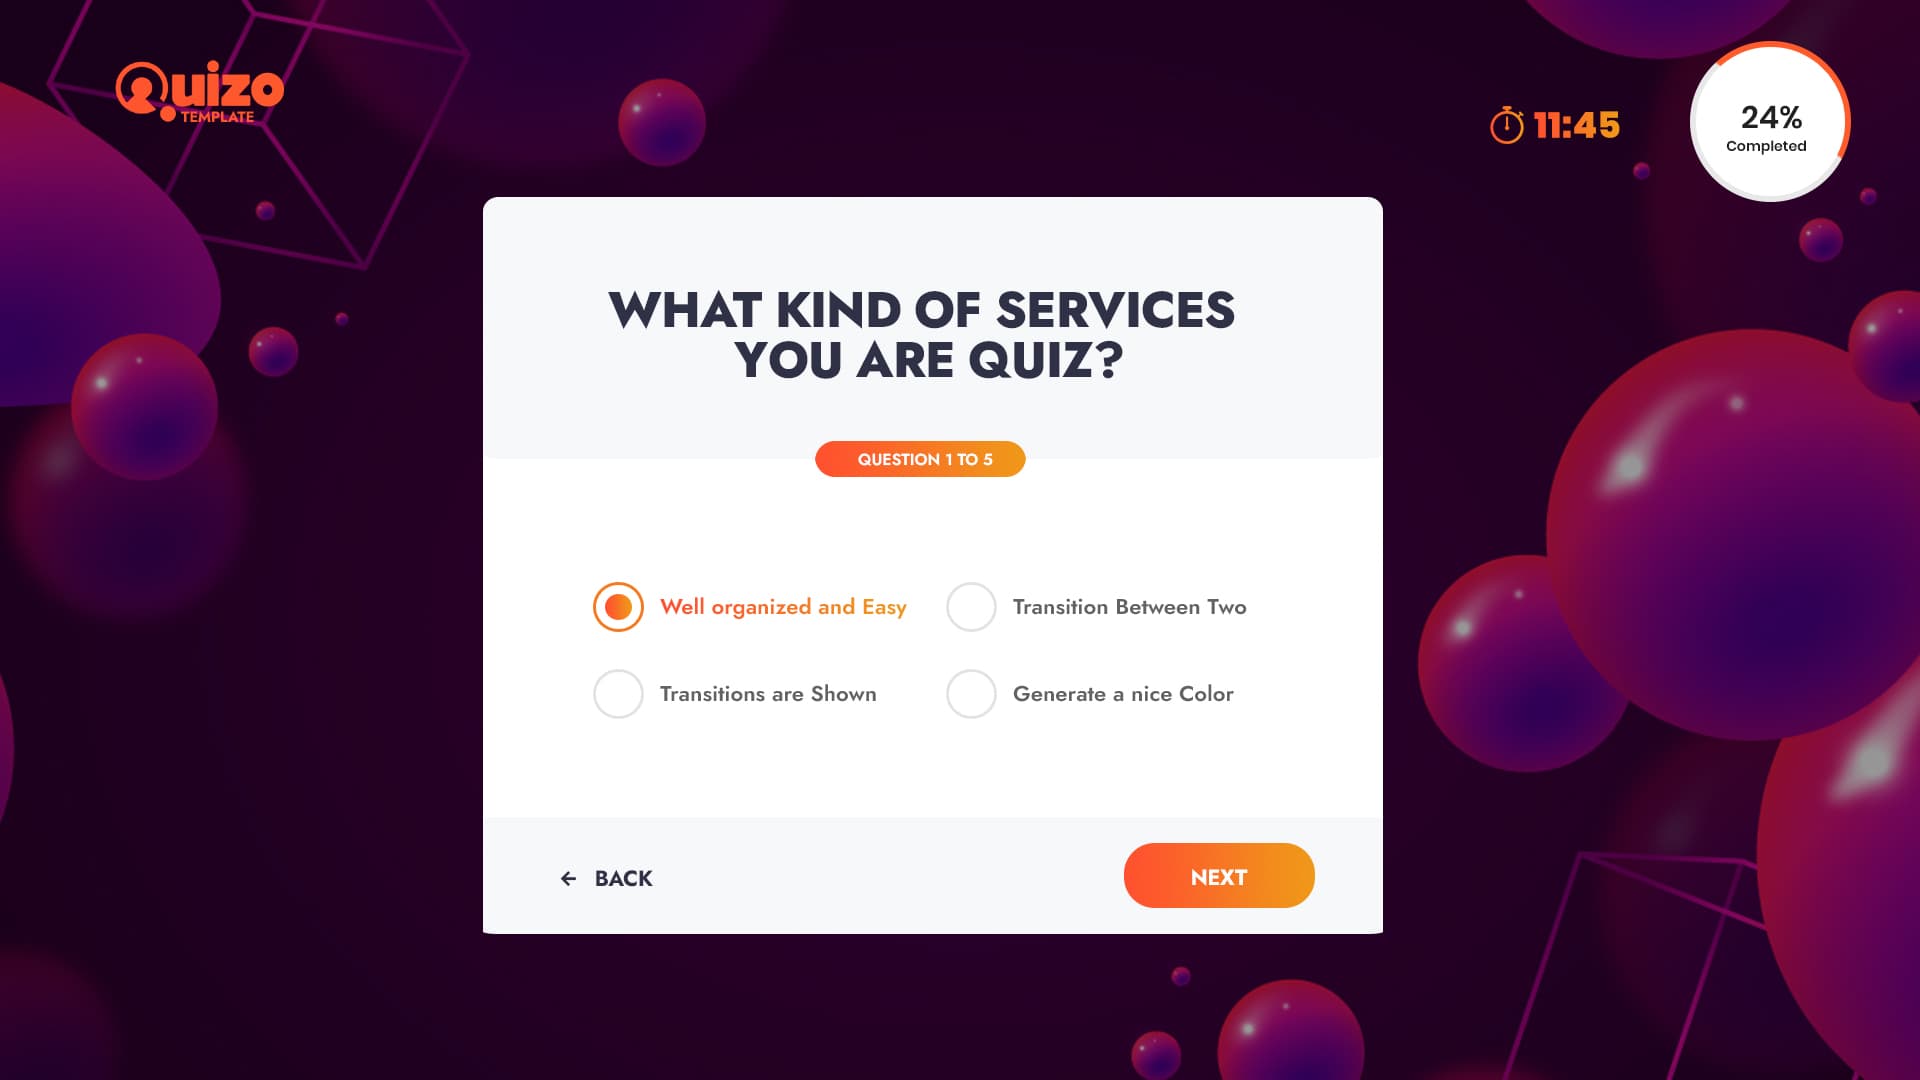 Quizo
TEMPLATE
11:45
24%
Completed
WHAT KIND OF SERVICES
YOU ARE QUIZ?
QUESTION 1 TO 5
Well organized and Easy
Transition Between Two
Transitions are Shown
Generate a nice Color
BACK
NEXT